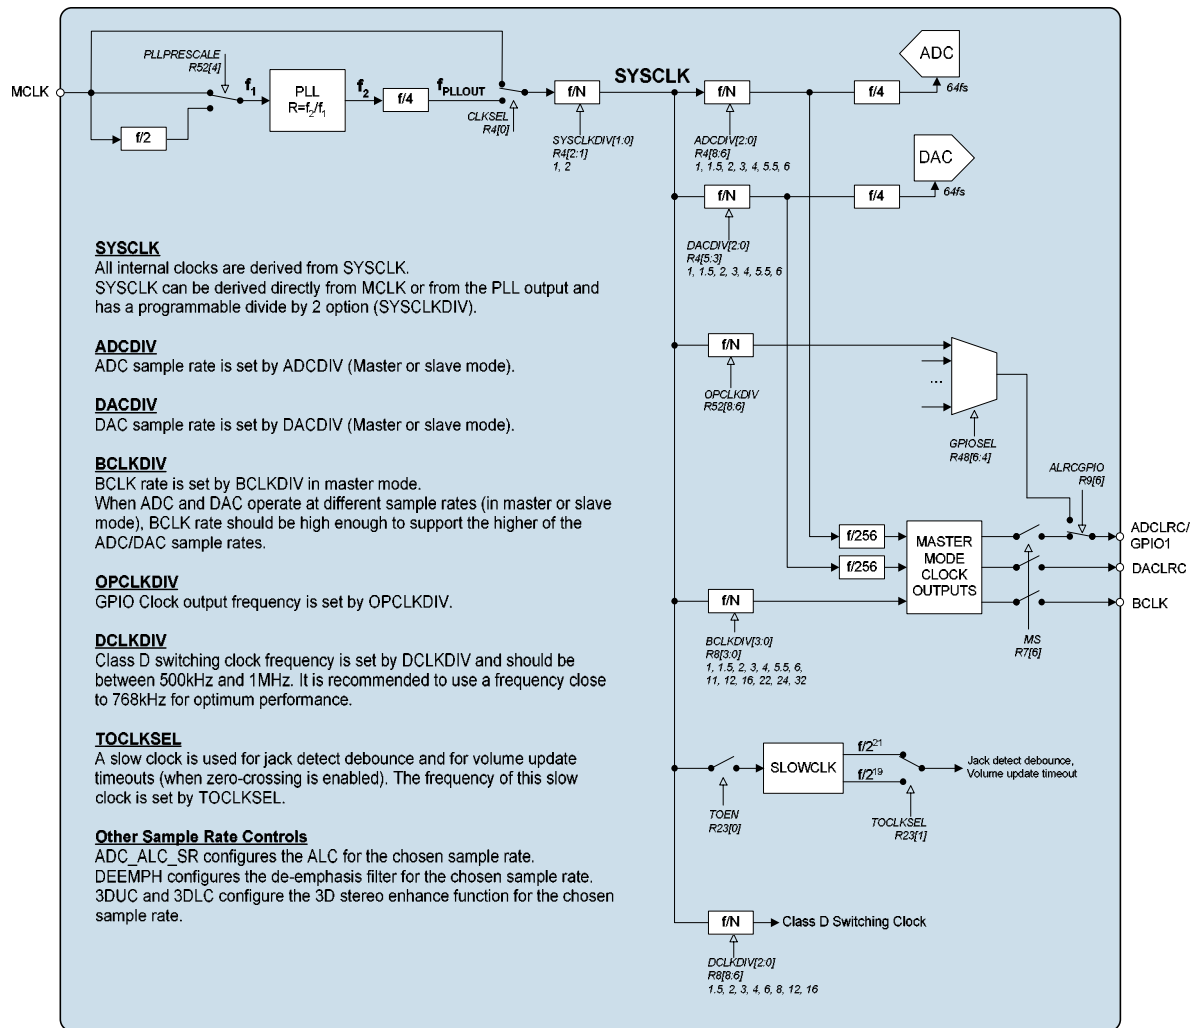 MCLK
PLLPRESCALE
R52[4]
f/2
f1
PLL
R=f2/f1
f2
f/4
fPLLOUT
CLKSEL
R4[0]
f/N
SYSCLKDIV[1:0]
R4[2:1]
1, 2
SYSCLK
f/N
ADCDIV[2:0]
R4[8:6]
1, 1.5, 2, 3, 4, 5.5, 6
f/4
ADC
64fs
f/N
DACDIV[2:0]
R4[5:3]
1, 1.5, 2, 3, 4, 5.5, 6
f/4
DAC
64fs
SYSCLK
All internal clocks are derived from SYSCLK.
SYSCLK can be derived directly from MCLK or from the PLL output and
has a programmable divide by 2 option (SYSCLKDIV).
ADCDIV
ADC sample rate is set by ADCDIV (Master or slave mode).
DACDIV
DAC sample rate is set by DACDIV (Master or slave mode).
BCLKDIV
BCLK rate is set by BCLKDIV in master mode.
When ADC and DAC operate at different sample rates (in master or slave
mode), BCLK rate should be high enough to support the higher of the
ADC/DAC sample rates.
OPCLKDIV
GPIO Clock output frequency is set by OPCLKDIV.
DCLKDIV
Class D switching clock frequency is set by DCLKDIV and should be
between 500kHz and 1MHz. It is recommended to use a frequency close
to 768kHz for optimum performance.
TOCLKSEL
A slow clock is used for jack detect debounce and for volume update
timeouts (when zero-crossing is enabled). The frequency of this slow
clock is set by TOCLKSEL.
Other Sample Rate Controls
ADC_ALC_SR configures the ALC for the chosen sample rate.
DEEMPH configures the de-emphasis filter for the chosen sample rate.
3DUC and 3DLC configure the 3D stereo enhance function for the chosen
sample rate.
f/N
OPCLKDIV
R52[8:6]
...
GPIOSEL
R48[6:4]
ALRCGPIO
R9[6]
f/256
f/256
MASTER
MODE
CLOCK
OUTPUTS
ADCLRC/
GPIO1
DACLRC
BCLK
MS
R7[6]
f/N
BCLKDIV[3:0]
R8[3:0]
1, 1.5, 2, 3, 4, 5.5, 6,
11, 12, 16, 22, 24, 32
TOEN
R23[0]
SLOWCLK
f/2²¹
f/2¹⁹
TOCLKSEL
R23[1]
Jack detect debounce,
Volume update timeout
f/N
Class D Switching Clock
DCLKDIV[2:0]
R8[8:6]
1.5, 2, 3, 4, 6, 8, 12, 16